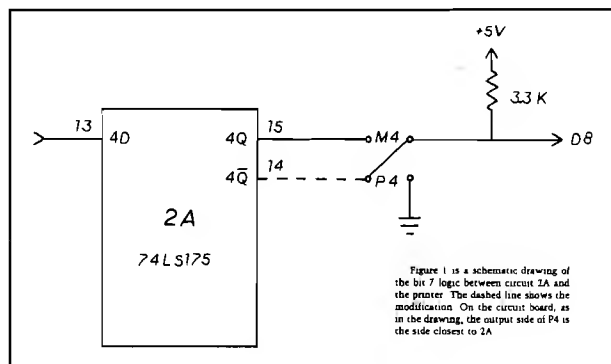 +5V
3.3 K
13
4D
4Q
15
M4
D8
4Q̅
14
P4
2A
74LS175
Figure 1 is a schematic drawing of
the bit 7 logic between circuit 2A and
the printer The dashed line shows the
modification On the circuit board, as
in the drawing, the output side of P4 is
the side closest to 2A